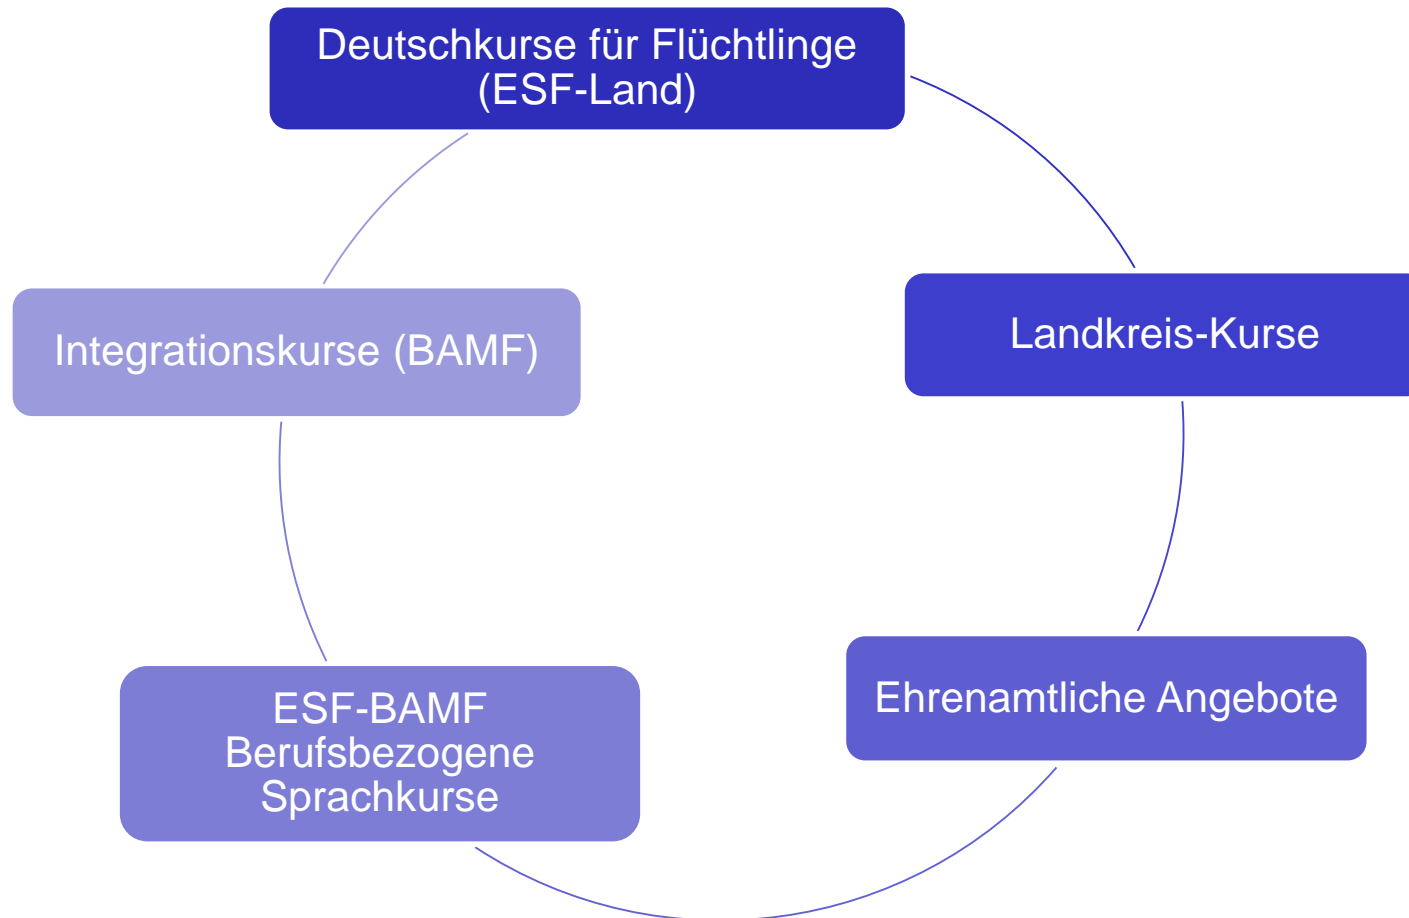 Deutschkurse für Flüchtlinge
(ESF-Land)
Landkreis-Kurse
Ehrenamtliche Angebote
ESF-BAMF
Berufsbezogene
Sprachkurse
Integrationskurse (BAMF)